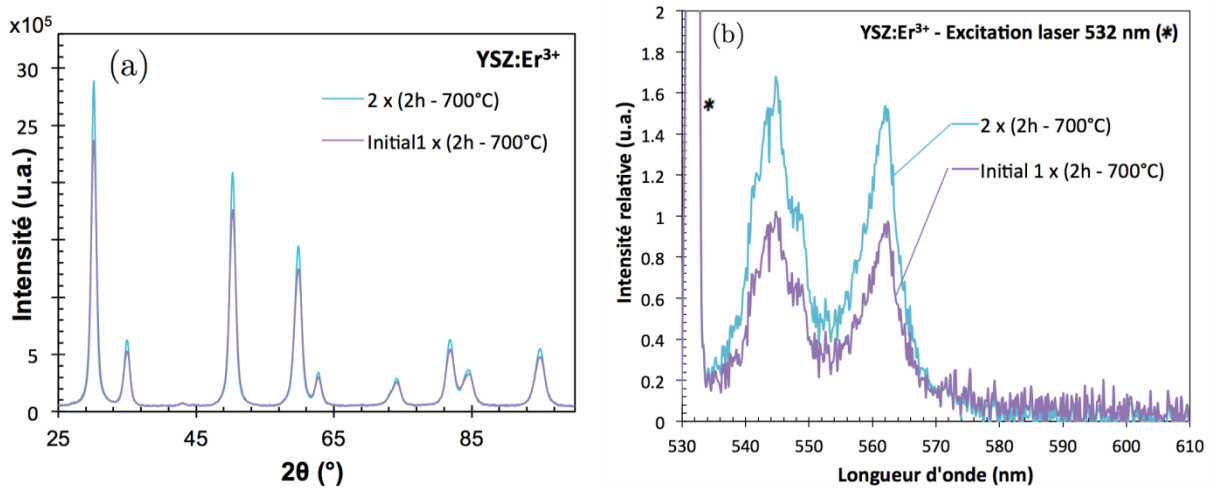 x10⁵
(a)
YSZ:Er³⁺
30
2 x (2h - 700°C)
25
Initial1 x (2h - 700°C)
5
0
25 45 65 85
Intensité (u.a.)
2θ (°)
(b)
YSZ:Er³⁺ - Excitation laser 532 nm (*)
2
1.8
1.6
*
1.4
2 x (2h - 700°C)
1.2
Initial 1 x (2h - 700°C)
1
0.8
0.6
0.4
0.2
0
530 540 550 560 570 580 590 600 610
Intensité relative (u.a.)
Longueur d'onde (nm)